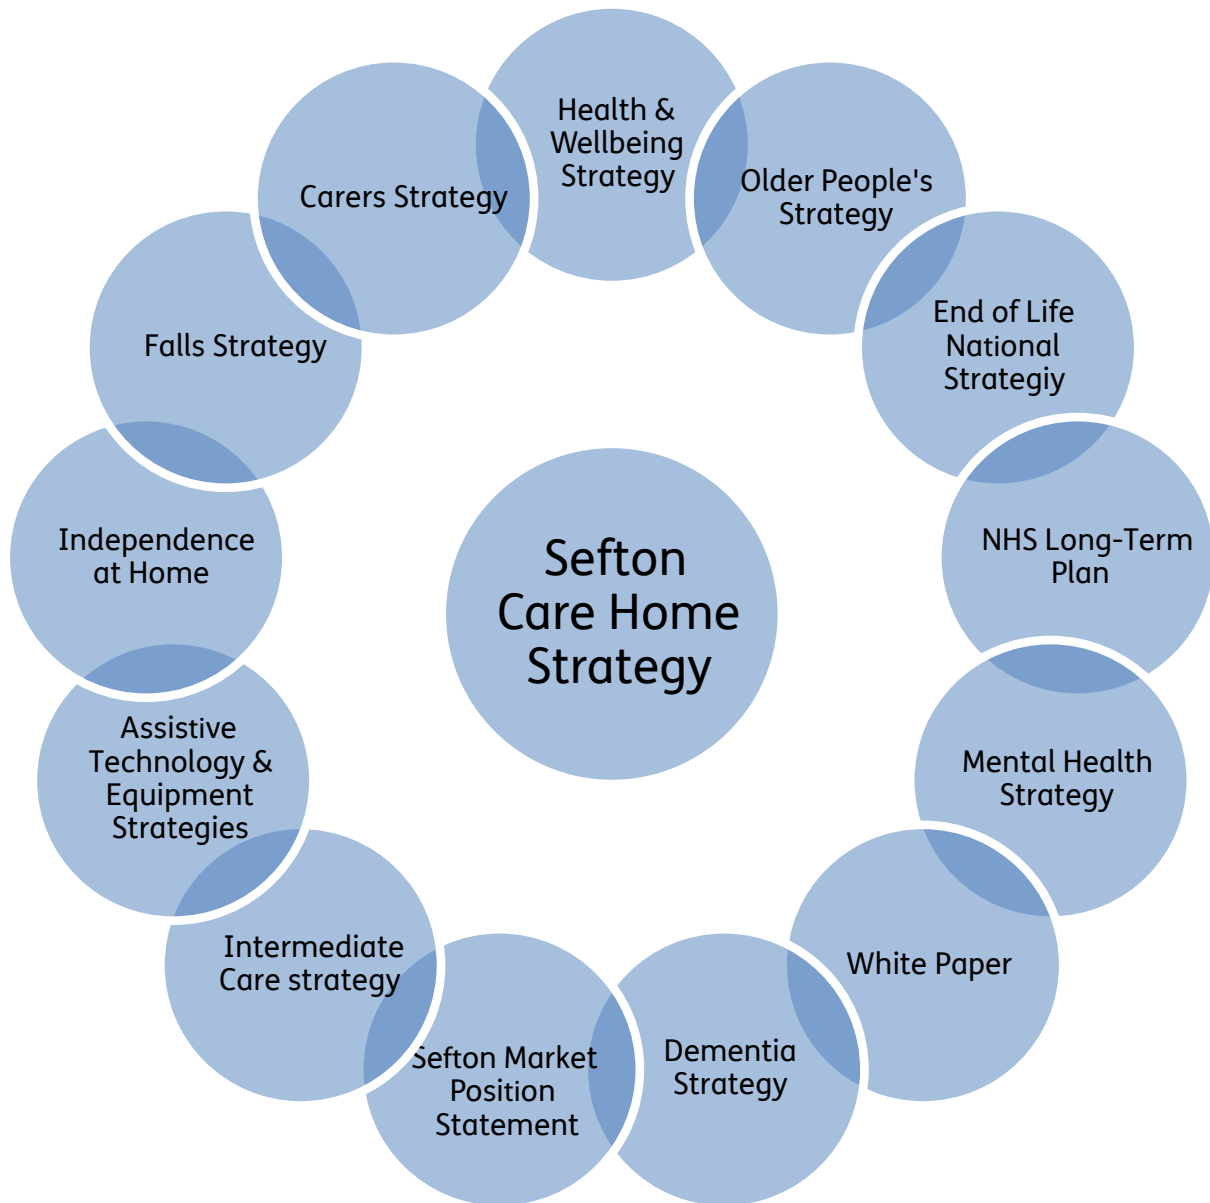 Health &
Wellbeing
Strategy
Older People's
Strategy
End of Life
National
Strategiy
NHS Long-Term
Plan
Mental Health
Strategy
White Paper
Dementia
Strategy
Sefton Market
Position
Statement
Intermediate
Care strategy
Assistive
Technology &
Equipment
Strategies
Independence
at Home
Falls Strategy
Carers Strategy
Sefton
Care Home
Strategy